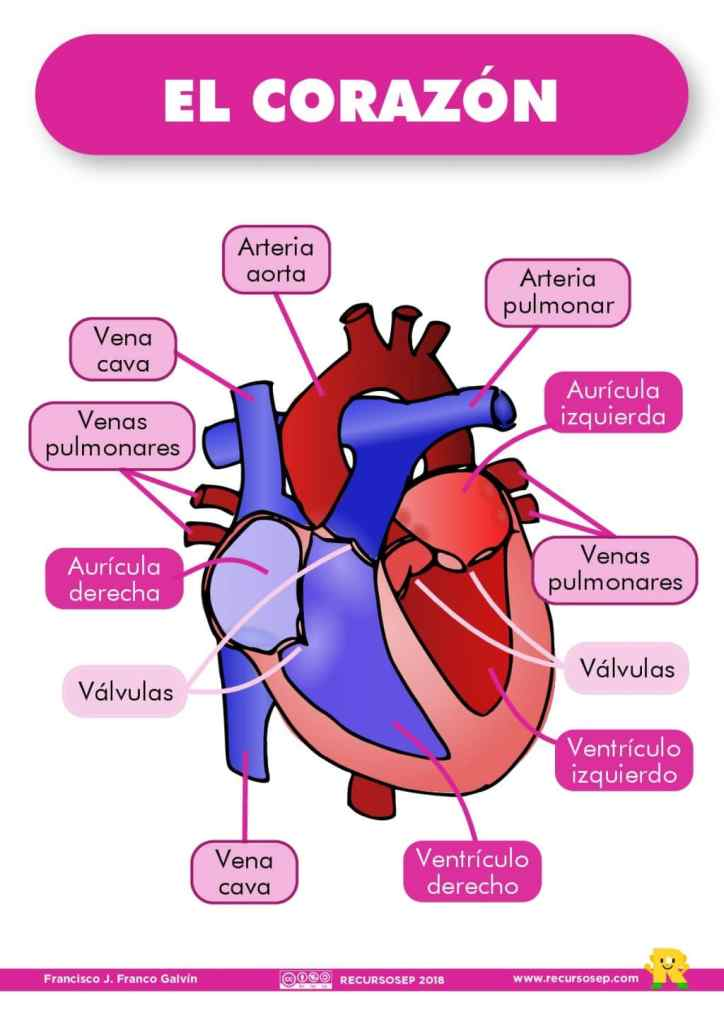 EL CORAZÓN
Arteria
aorta
Arteria
pulmonar
Vena
cava
Aurícula
izquierda
Venas
pulmonares
Venas
pulmonares
Aurícula
derecha
Válvulas
Válvulas
Ventrículo
izquierdo
Vena
cava
Ventrículo
derecho
Francisco J. Franco Galvín
RECURSOSEP 2018
www.recursosep.com